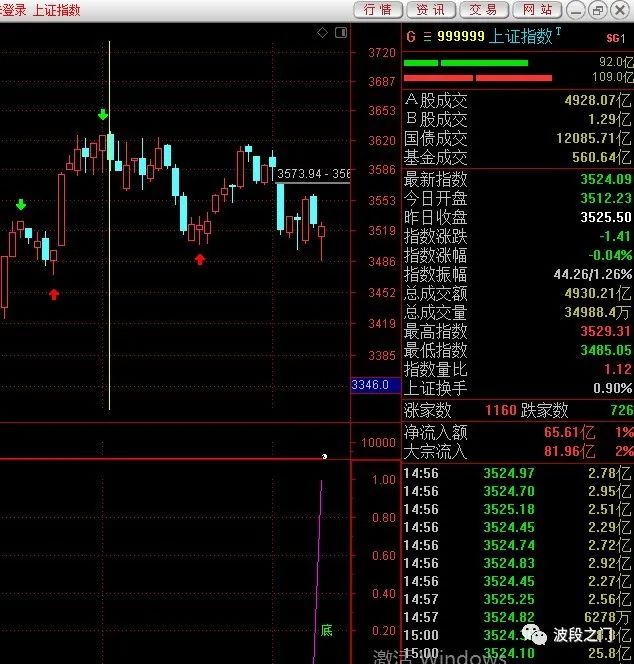 登录 上证指数 行情 资讯 交易 网站
G 999999 上证指数T SG1
92.0亿
109.0亿
A股成交 4928.07亿
B股成交 1.29亿
国债成交 12085.71亿
基金成交 560.64亿
最新指数 3524.09
今日开盘 3512.23
昨日收盘 3525.50
指数涨跌 -1.41
指数涨幅 -0.04%
指数振幅 44.26/1.26%
总成交额 4930.21亿
总成交量 34988.4万
最高指数 3529.31
最低指数 3485.05
指数量比 1.12
上证换手 0.90%
涨家数 1160 跌家数 726
净流入额 65.61亿 1%
大宗流入 81.96亿 2%
14:56 3524.97 2.78亿
14:56 3524.70 2.95亿
14:56 3525.18 2.51亿
14:56 3524.45 2.29亿
14:56 3524.74 2.72亿
14:56 3524.83 2.92亿
14:56 3524.45 2.27亿
14:57 3525.25 2.56亿
14:57 3524.82 6278万
15:00
15:00 3524.10 25.8亿
3720
3687
3653
3620
3586
3553
3519
3486
3452
3419
3385
3346.0
3573.94 - 356
10000
1.00
0.80
0.60
0.40
0.20
底
波段之门
激活 Windows